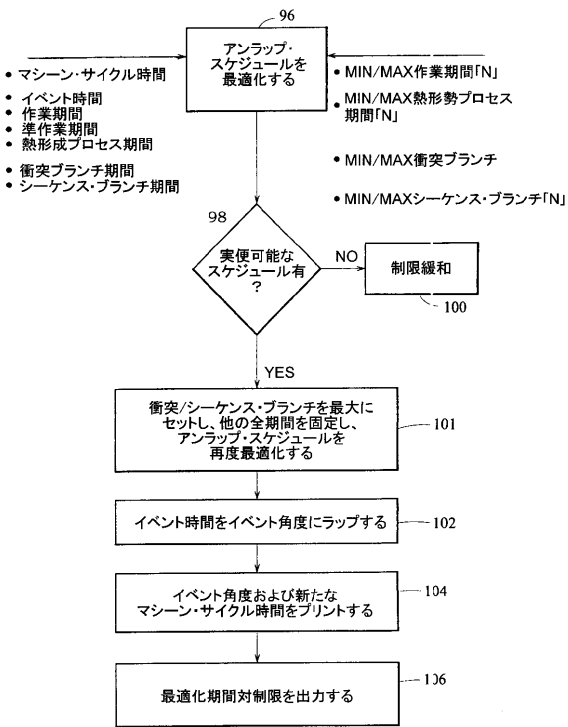 96
アンラップ・
スケジュールを
最適化する
• マシーン・サイクル時間
• イベント時間
• 作業期間
• 準作業期間
• 熱形成プロセス期間
• 衝突ブランチ期間
• シーケンス・ブランチ期間
• MIN/MAX作業期間「N」
• MIN/MAX熱形勢プロセス
期間「N」
• MIN/MAX衝突ブランチ
• MIN/MAXシーケンス・ブランチ「N」
98
実便可能な
スケジュール有
?
NO
制限緩和
100
YES
衝突/シーケンス・ブランチを最大に
セットし、他の全期間を固定し、
アンラップ・スケジュールを
再度最適化する
101
イベント時間をイベント角度にラップする
102
イベント角度および新たな
マシーン・サイクル時間をプリントする
104
最適化期間対制限を出力する
106